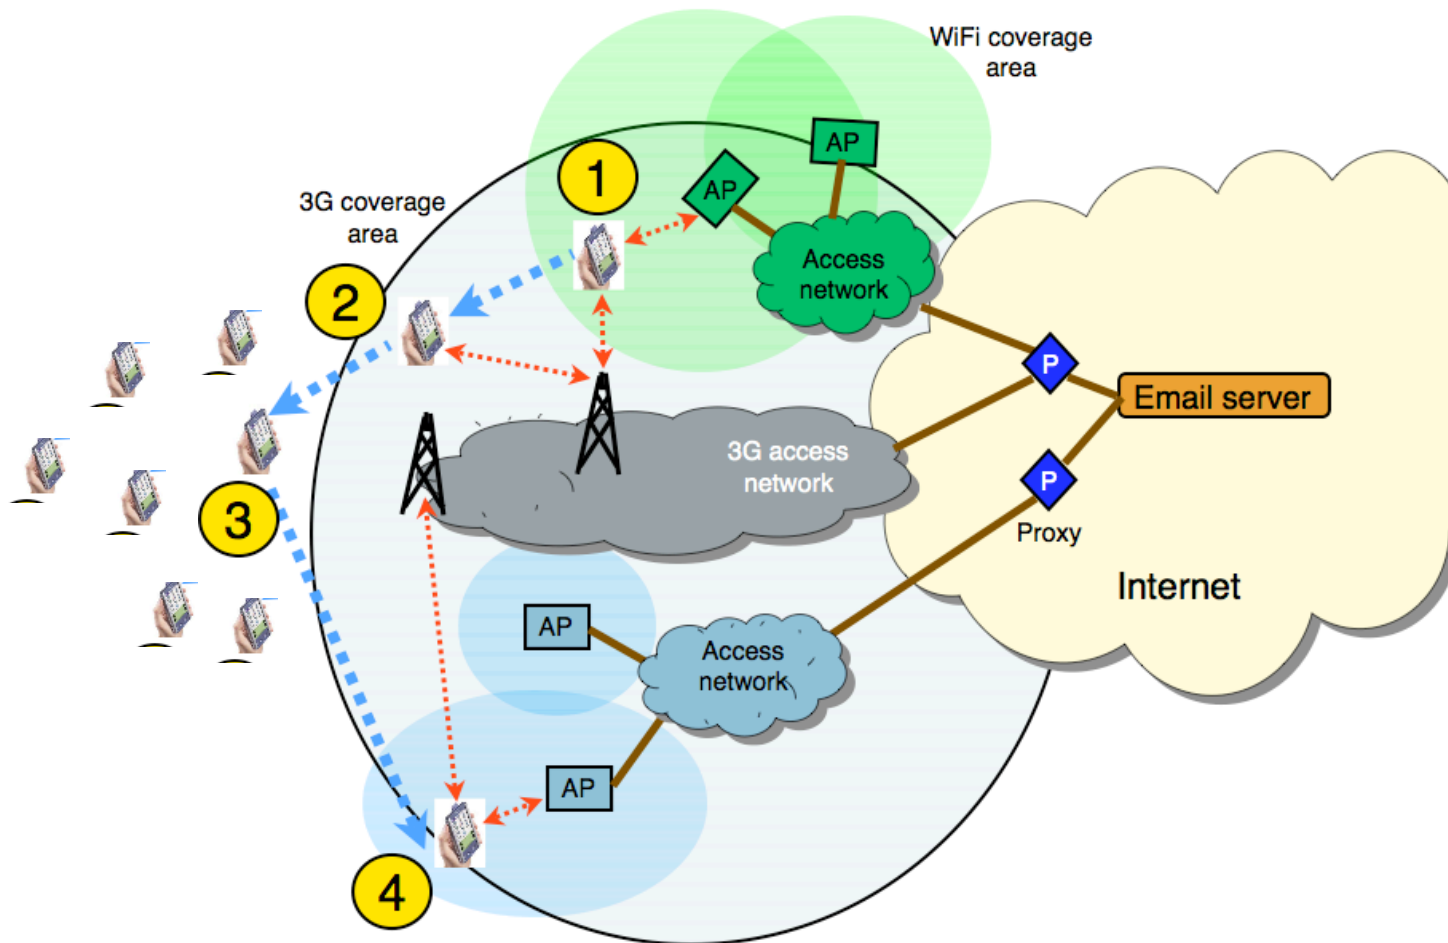 WiFi coverage
area
AP
1
AP
3G coverage
area
Access
network
2
P
Email server
3G access
network
P
3
Proxy
Internet
AP
Access
network
AP
4